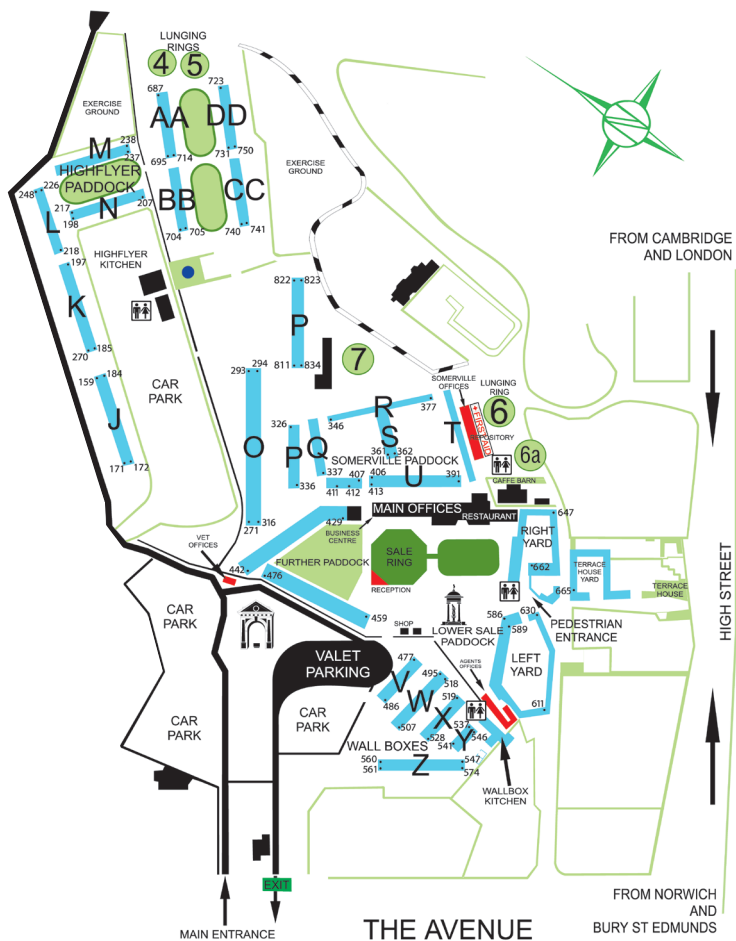 LUNGING
RINGS
4
5
723
687
EXERCISE
GROUND
AA
DD
238
M
237
695
714
731
750
EXERCISE
GROUND
HIGHFLYER
PADDOCK
226
248
217
198
N
207
L
BB
CC
704
705
740
741
218
197
HIGHFLYER
KITCHEN
FROM CAMBRIDGE
AND LONDON
K
822
823
P
811
834
7
270
185
184
159
CAR
PARK
J
171
172
293
294
O
271
316
SOMERVILLE
OFFICES
LUNGING
RING
6
377
R
346
326
P
336
Q
337
S
361
362
T
+FIRST AID
POSITORY
6a
SOMERVILLE PADDOCK
407
406
U
391
411
412
413
CAFFE BARN
MAIN OFFICES
RESTAURANT
429
BUSINESS
CENTRE
647
RIGHT
YARD
VET
OFFICES
442
476
FURTHER PADDOCK
SALE
RING
RECEPTION
662
TERRACE
HOUSE
YARD
665
TERRACE
HOUSE
HIGH STREET
459
CAR
PARK
SHOP
LOWER SALE
PADDOCK
586
589
630
PEDESTRIAN
ENTRANCE
VALET
PARKING
477
AGENTS
OFFICES
LEFT
YARD
495
518
V
486
W
519
507
X
537
528
546
541
Y
611
CAR
PARK
CAR
PARK
WALL BOXES
560
561
Z
547
574
WALLBOX
KITCHEN
EXIT
MAIN ENTRANCE
THE AVENUE
FROM NORWICH
AND
BURY ST EDMUNDS